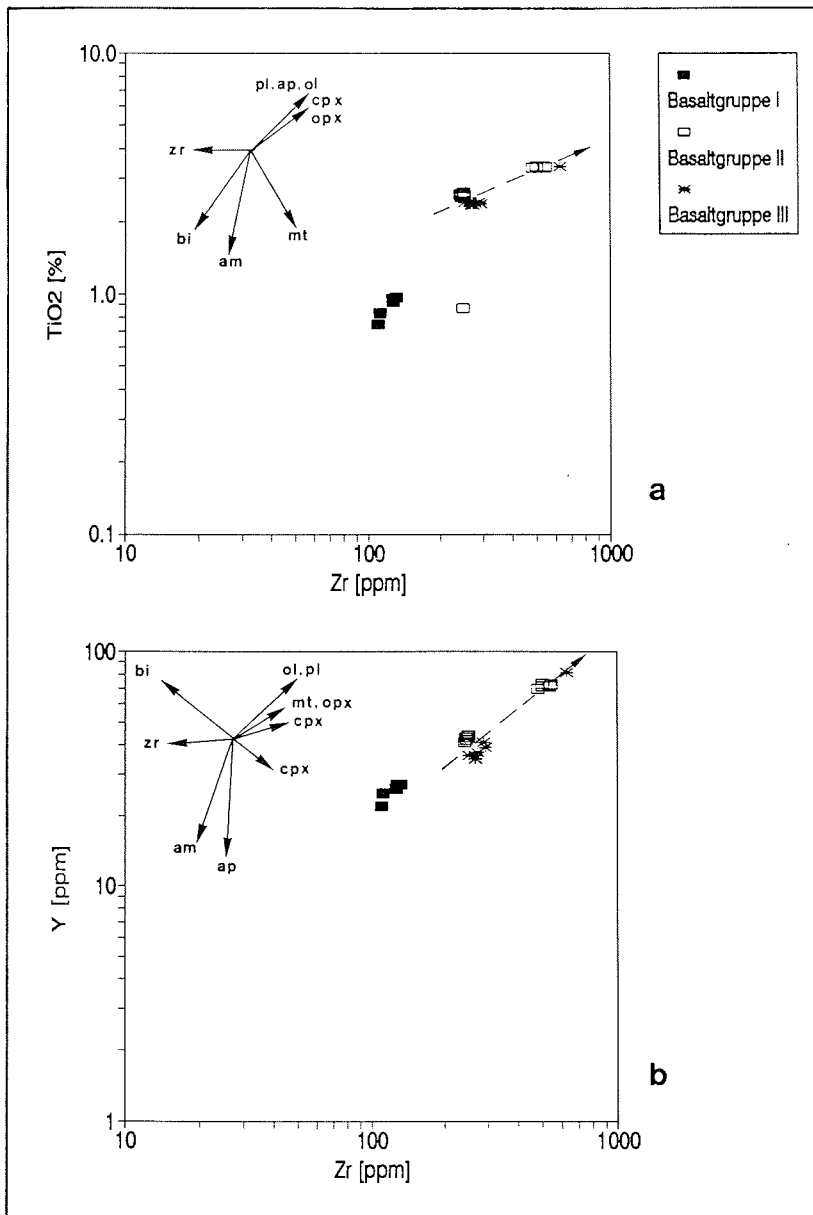 10.0
1.0
0.1
TiO2 [%]
pl.ap.ol
cpx
opx
zr
bi
am
mt
10
100
1000
Zr [ppm]
a
Basaltgruppe I
Basaltgruppe II
Basaltgruppe III
100
10
1
Y [ppm]
bi
ol,pl
mt,opx
cpx
zr
cpx
am
ap
10
100
1000
Zr [ppm]
b